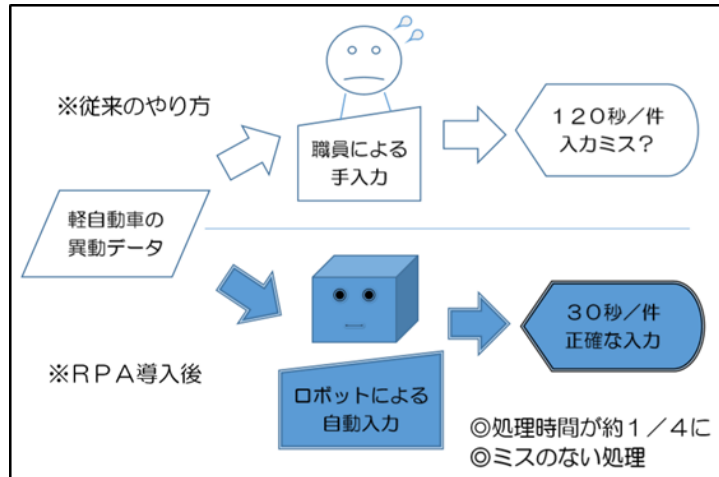 ※従来のやり方
職員による
手入力
１２０秒／件
入力ミス？
軽自動車の
異動データ
※ＲＰＡ導入後
ロボットによる
自動入力
３０秒／件
正確な入力
◎処理時間が約１／４に
◎ミスのない処理